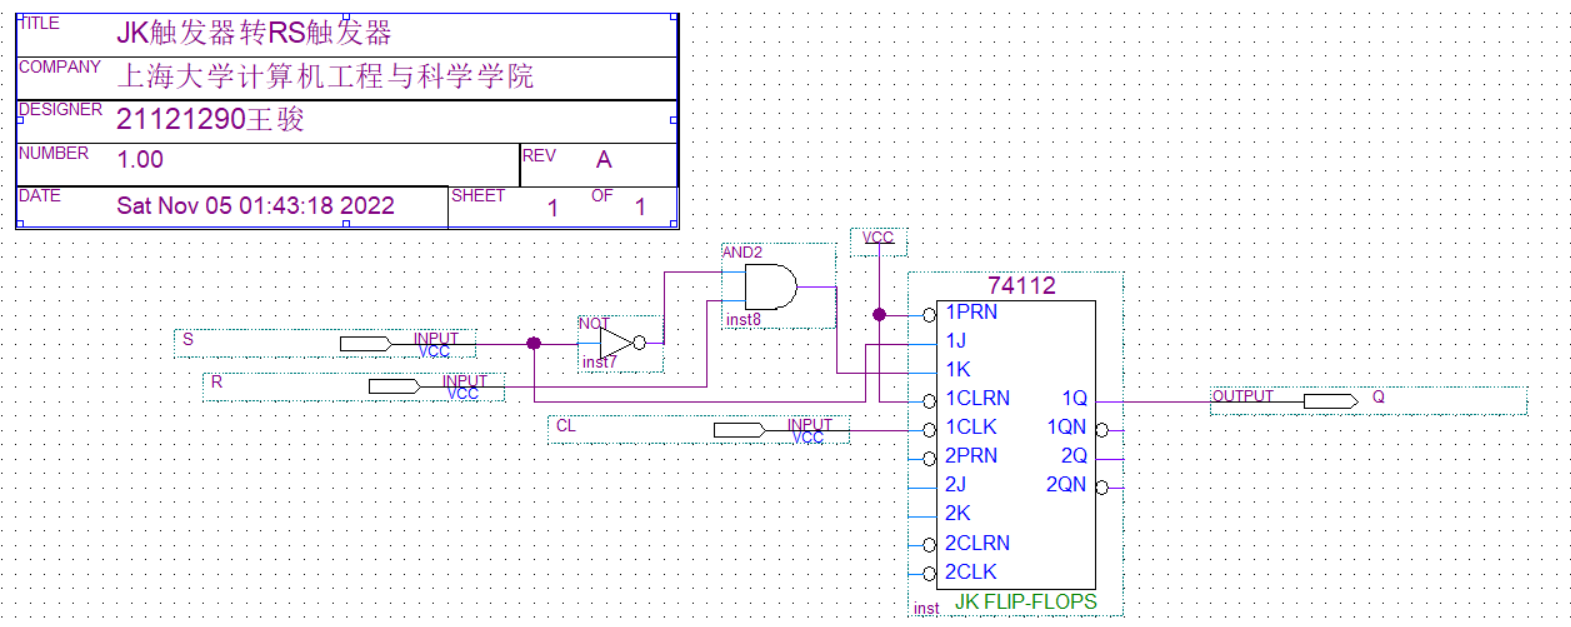 TITLE JK触发器转RS触发器
COMPANY 上海大学计算机工程与科学学院
DESIGNER 21121290王骏
NUMBER 1.00 REV A
DATE Sat Nov 05 01:43:18 2022 SHEET 1 OF 1
VCC
AND2
inst8
74112
NOT
inst7
S INPUT
VCC
R INPUT
VCC
CL INPUT
VCC
1PRN
1J
1K
1CLRN 1Q
1CLK 1QN
2PRN 2Q
2J 2QN
2K
2CLRN
2CLK
inst JK FLIP-FLOPS
OUTPUT Q